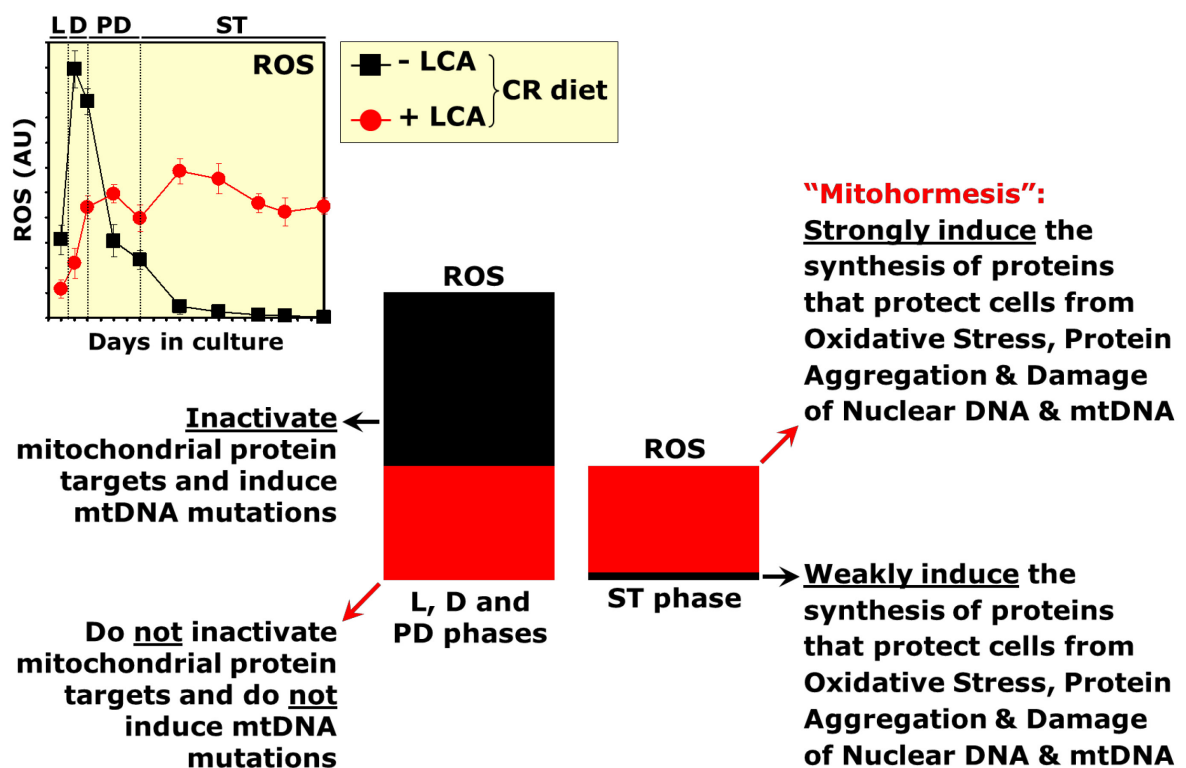 L D PD ST
ROS
ROS (AU)
Days in culture
- LCA
+ LCA
CR diet
"Mitohormesis":
Strongly induce the
synthesis of proteins
that protect cells from
Oxidative Stress, Protein
Aggregation & Damage
of Nuclear DNA & mtDNA
ROS
Inactivate
mitochondrial protein
targets and induce
mtDNA mutations
ROS
L, D and
PD phases
ST phase
Do not inactivate
mitochondrial protein
targets and do not
induce mtDNA
mutations
Weakly induce the
synthesis of proteins
that protect cells from
Oxidative Stress, Protein
Aggregation & Damage
of Nuclear DNA & mtDNA